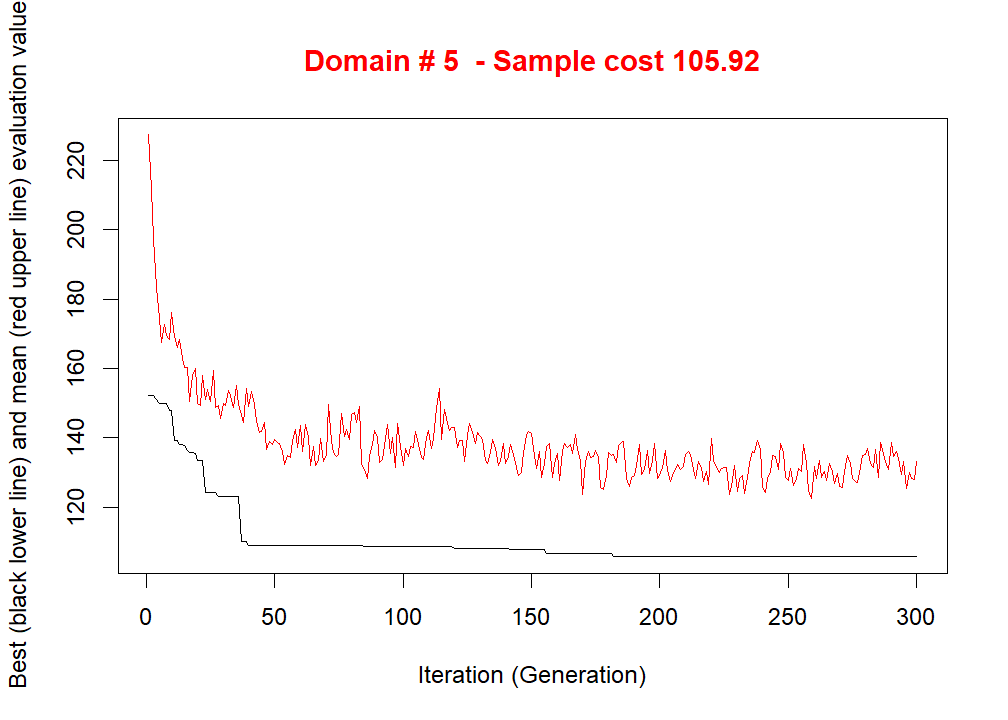 Domain # 5  - Sample cost 105.92
Best (black lower line) and mean (red upper line) evaluation value
220
200
180
160
140
120
0 50 100 150 200 250 300
Iteration (Generation)